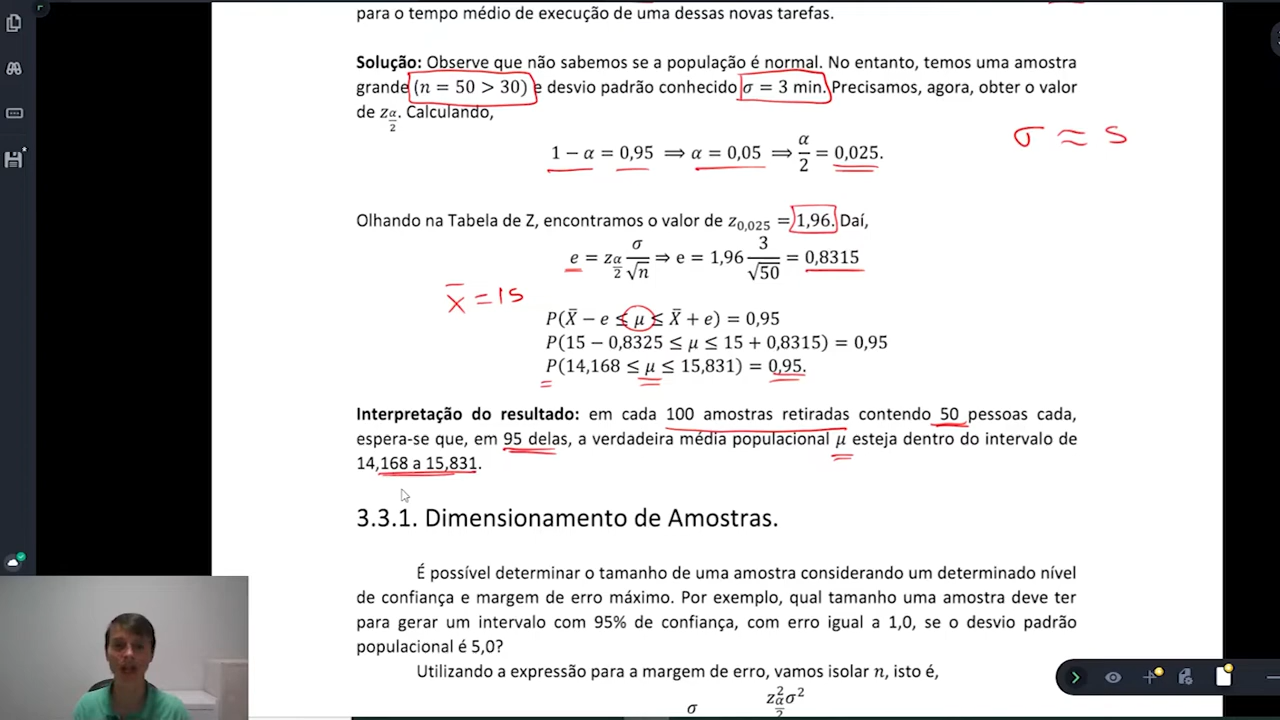 para o tempo médio de execução de uma dessas novas tarefas.
Solução: Observe que não sabemos se a população é normal. No entanto, temos uma amostra
grande (n = 50 > 30) e desvio padrão conhecido σ = 3 min. Precisamos, agora, obter o valor
de z_{α/2}. Calculando,
σ ≈ s
1 − α = 0,95 ⟹ α = 0,05 ⟹ α/2 = 0,025.
Olhando na Tabela de Z, encontramos o valor de z_{0,025} = 1,96. Daí,
e = z_{α/2} σ/√n ⇒ e = 1,96 3/√50 = 0,8315
x̄ = 15
P(X̄ − e ≤ μ ≤ X̄ + e) = 0,95
P(15 − 0,8325 ≤ μ ≤ 15 + 0,8315) = 0,95
P(14,168 ≤ μ ≤ 15,831) = 0,95.
Interpretação do resultado: em cada 100 amostras retiradas contendo 50 pessoas cada,
espera-se que, em 95 delas, a verdadeira média populacional μ esteja dentro do intervalo de
14,168 a 15,831.
3.3.1. Dimensionamento de Amostras.
É possível determinar o tamanho de uma amostra considerando um determinado nível
de confiança e margem de erro máximo. Por exemplo, qual tamanho uma amostra deve ter
para gerar um intervalo com 95% de confiança, com erro igual a 1,0, se o desvio padrão
populacional é 5,0?
Utilizando a expressão para a margem de erro, vamos isolar n, isto é,
σ z²_{α/2}σ²